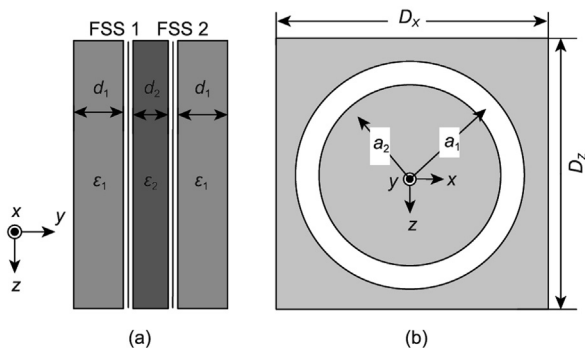 FSS 1 FSS 2
d1 d2 d1
ε1 ε2 ε1
x
y
z
(a)
Dx
Dz
a2 a1
y x
z
(b)